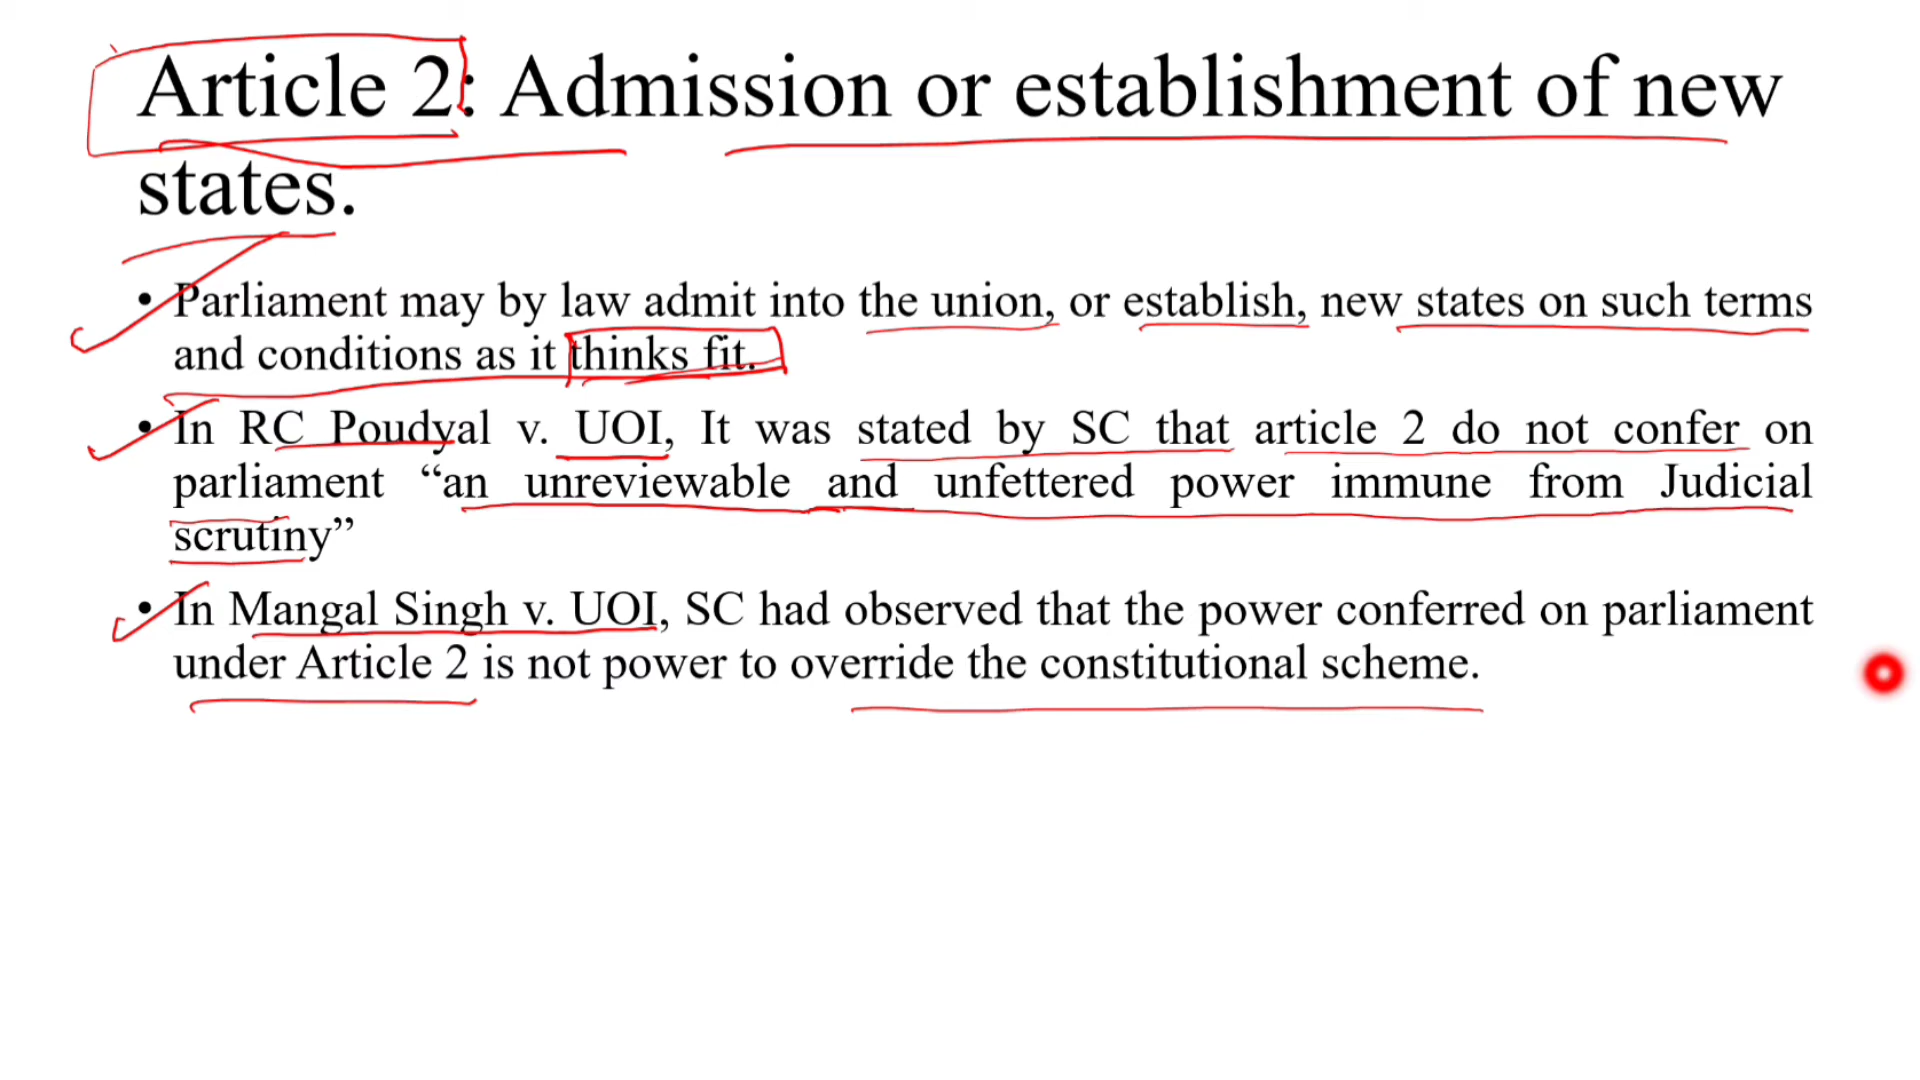 Article 2: Admission or establishment of new
states.
• Parliament may by law admit into the union, or establish, new states on such terms
and conditions as it thinks fit.
• In RC Poudyal v. UOI, It was stated by SC that article 2 do not confer on
parliament “an unreviewable and unfettered power immune from Judicial
scrutiny”
• In Mangal Singh v. UOI, SC had observed that the power conferred on parliament
under Article 2 is not power to override the constitutional scheme.